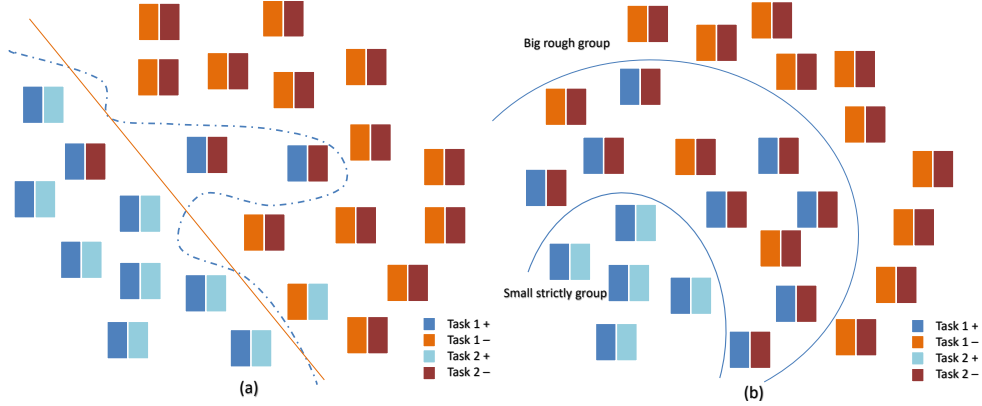 Task 1 +
Task 1 –
Task 2 +
Task 2 –
(a)
Big rough group
Small strictly group
Task 1 +
Task 1 –
Task 2 +
Task 2 –
(b)